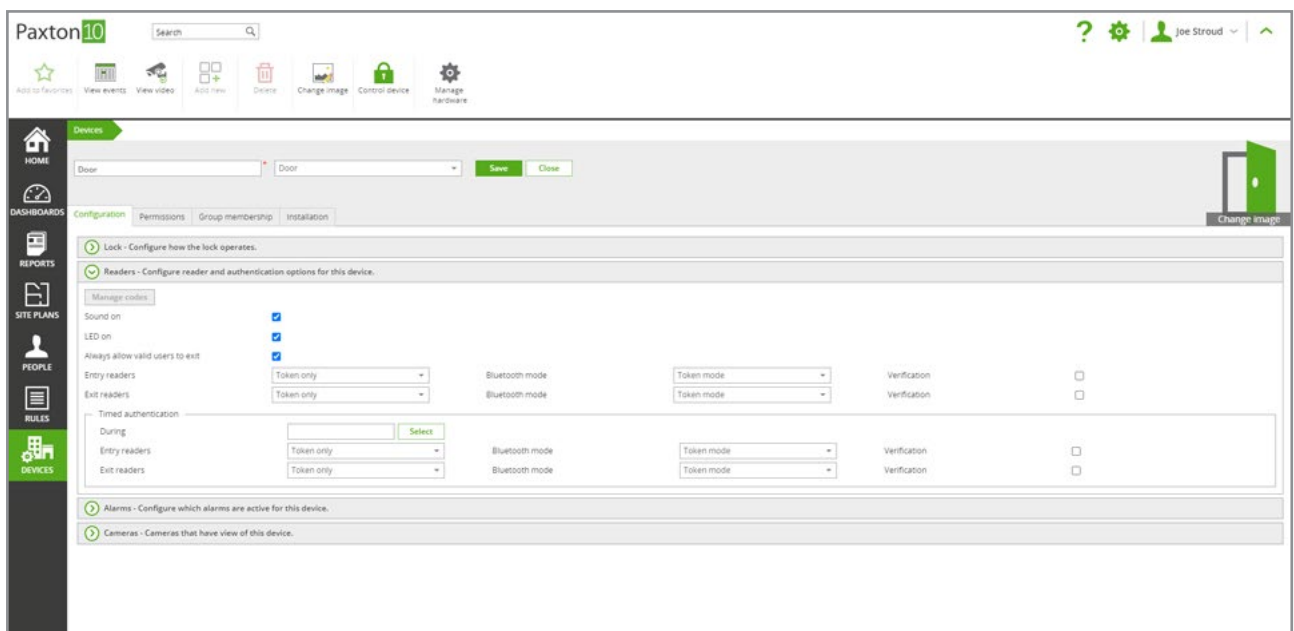 Paxton10 Search Joe Stroud
Add to favorites View events View video Add new Delete Change image Control device Manage hardware
HOME
DASHBOARDS
REPORTS
SITE PLANS
PEOPLE
RULES
DEVICES
Devices
Door * Door Save Close
Change image
Configuration Permissions Group membership Installation
Lock - Configure how the lock operates.
Readers - Configure reader and authentication options for this device.
Manage codes
Sound on
LED on
Always allow valid users to exit
Entry readers Token only Bluetooth mode Token mode Verification
Exit readers Token only Bluetooth mode Token mode Verification
Timed authentication
During Select
Entry readers Token only Bluetooth mode Token mode Verification
Exit readers Token only Bluetooth mode Token mode Verification
Alarms - Configure which alarms are active for this device.
Cameras - Cameras that have view of this device.